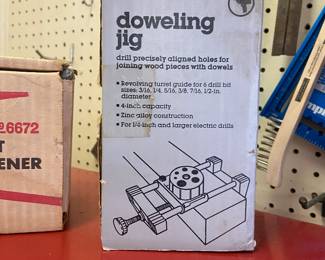 doweling
jig
drill precisely aligned holes for
joining wood pieces with dowels
• Revolving turret guide for 6 drill bit
sizes: 3/16, 1/4, 5/16, 3/8, 7/16, 1/2-in.
diameter
• 4-inch capacity
• Zinc alloy construction
• For 1/4-inch and larger electric drills
6672
ENER